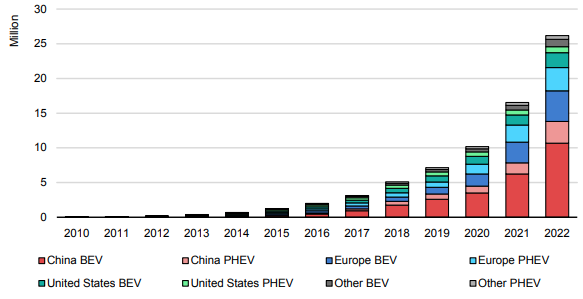 Million
30
25
20
15
10
5
0
2010 2011 2012 2013 2014 2015 2016 2017 2018 2019 2020 2021 2022
China BEV China PHEV Europe BEV Europe PHEV
United States BEV United States PHEV Other BEV Other PHEV